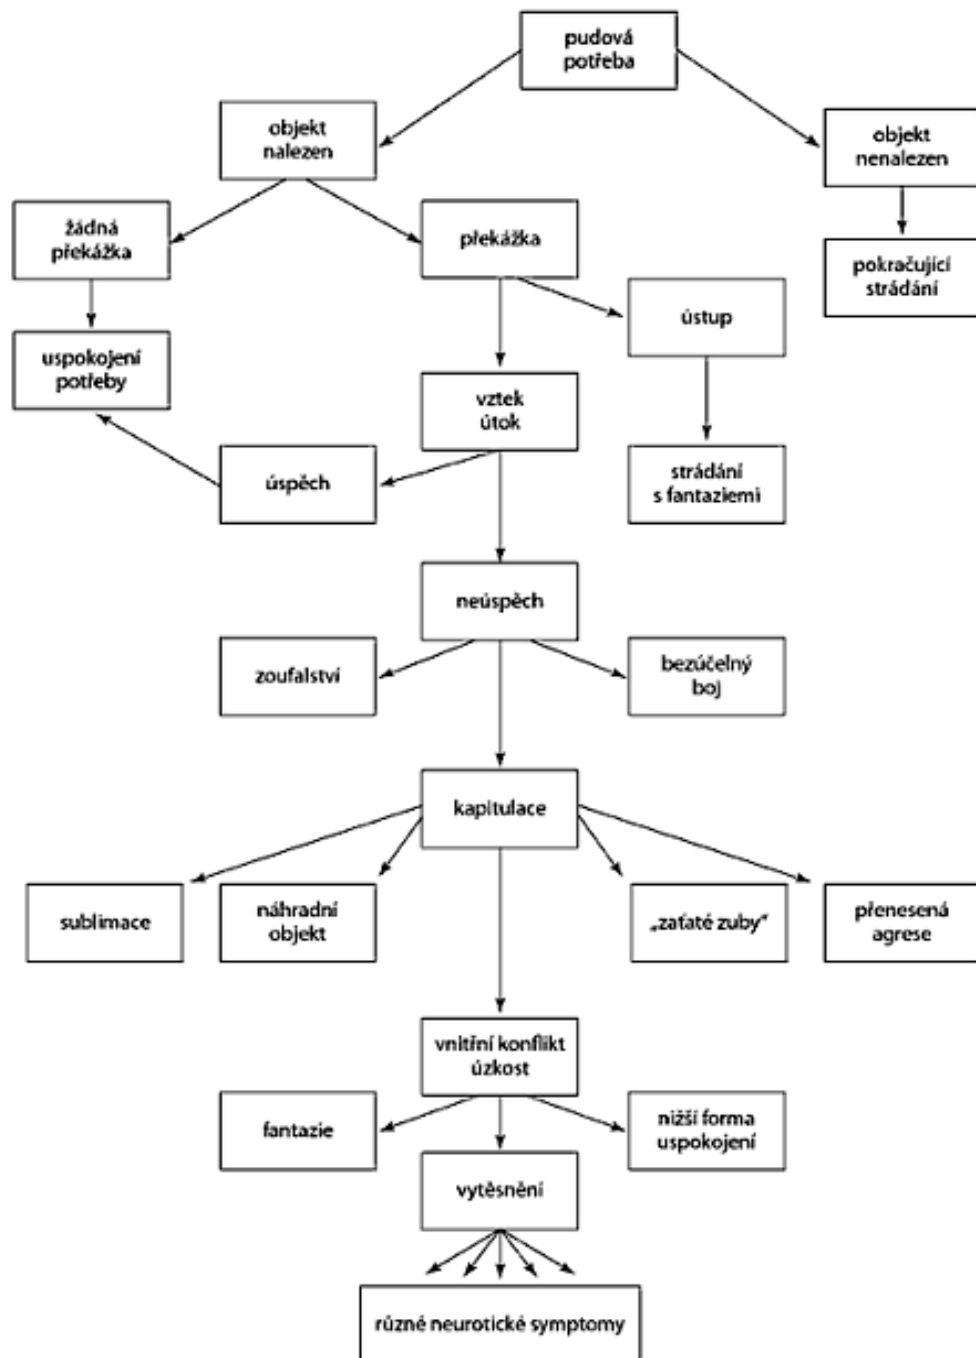 pudová
potřeba
objekt
nalezen
objekt
nenalezen
žádná
překážka
překážka
pokračující
strádání
ústup
uspokojení
potřeby
vztek
útok
úspěch
strádání
s fantaziemi
neúspěch
zoufalství
bezúčelný
boj
kapitulace
sublimace
náhradní
objekt
„zaťaté zuby“
přenesená
agrese
vnitřní konflikt
úzkost
fantazie
nižší forma
uspokojení
vytěsnění
různé neurotické symptomy